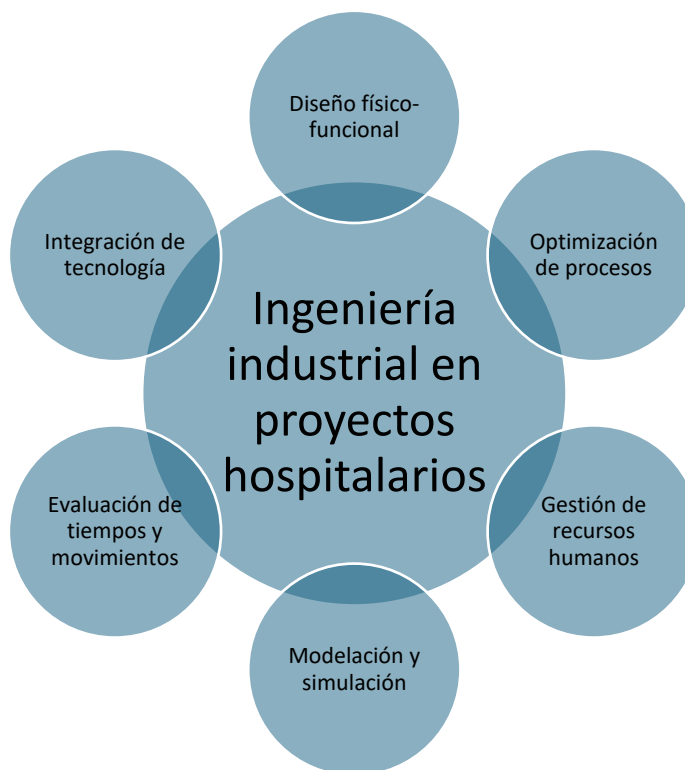 Diseño físico-
funcional
Integración de
tecnología
Optimización
de procesos
Ingeniería
industrial en
proyectos
hospitalarios
Evaluación de
tiempos y
movimientos
Gestión de
recursos
humanos
Modelación y
simulación